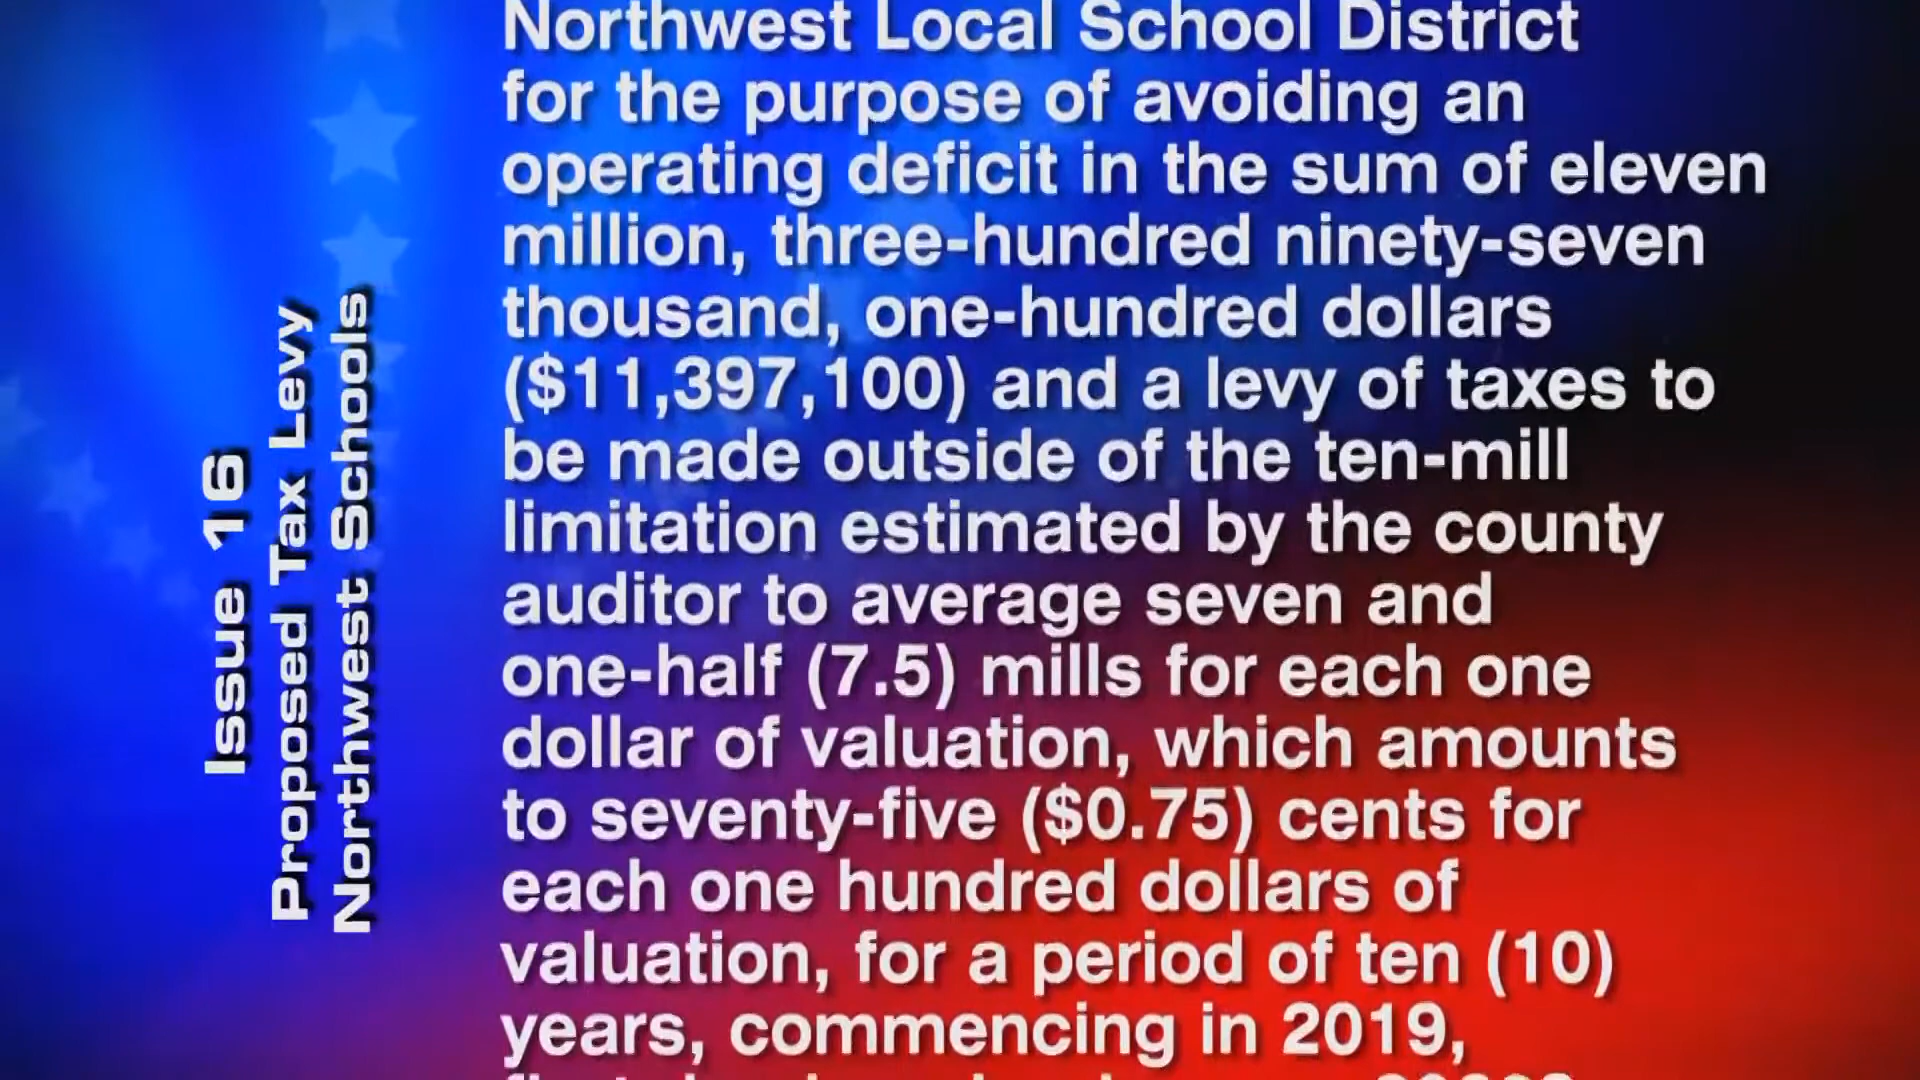 Issue 16
Proposed Tax Levy
Northwest Schools
Northwest Local School District
for the purpose of avoiding an
operating deficit in the sum of eleven
million, three-hundred ninety-seven
thousand, one-hundred dollars
($11,397,100) and a levy of taxes to
be made outside of the ten-mill
limitation estimated by the county
auditor to average seven and
one-half (7.5) mills for each one
dollar of valuation, which amounts
to seventy-five ($0.75) cents for
each one hundred dollars of
valuation, for a period of ten (10)
years, commencing in 2019,